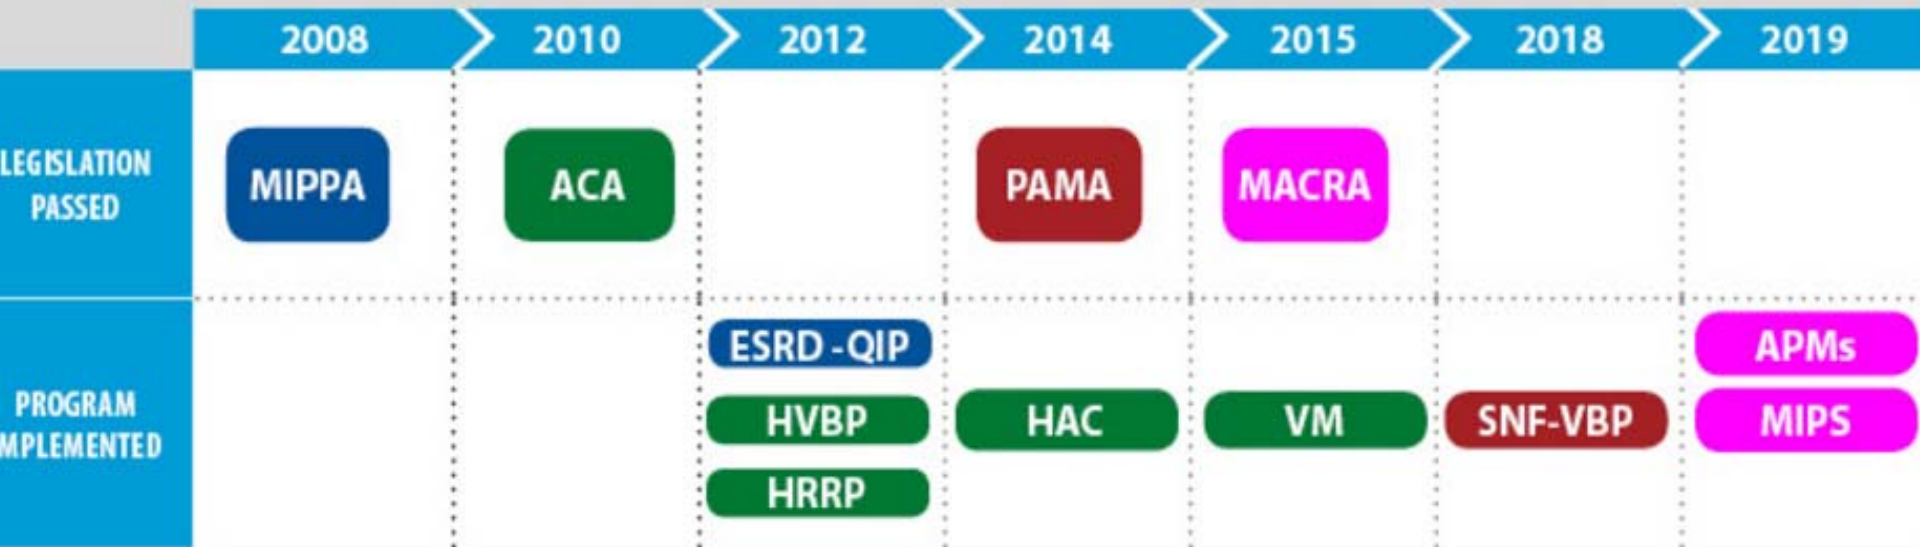 2008 2010 2012 2014 2015 2018 2019
LEGISLATION
PASSED
MIPPA ACA PAMA MACRA
PROGRAM
MPLEMENTED
ESRD -QIP APMs
HVBP HAC VM SNF-VBP MIPS
HRRP